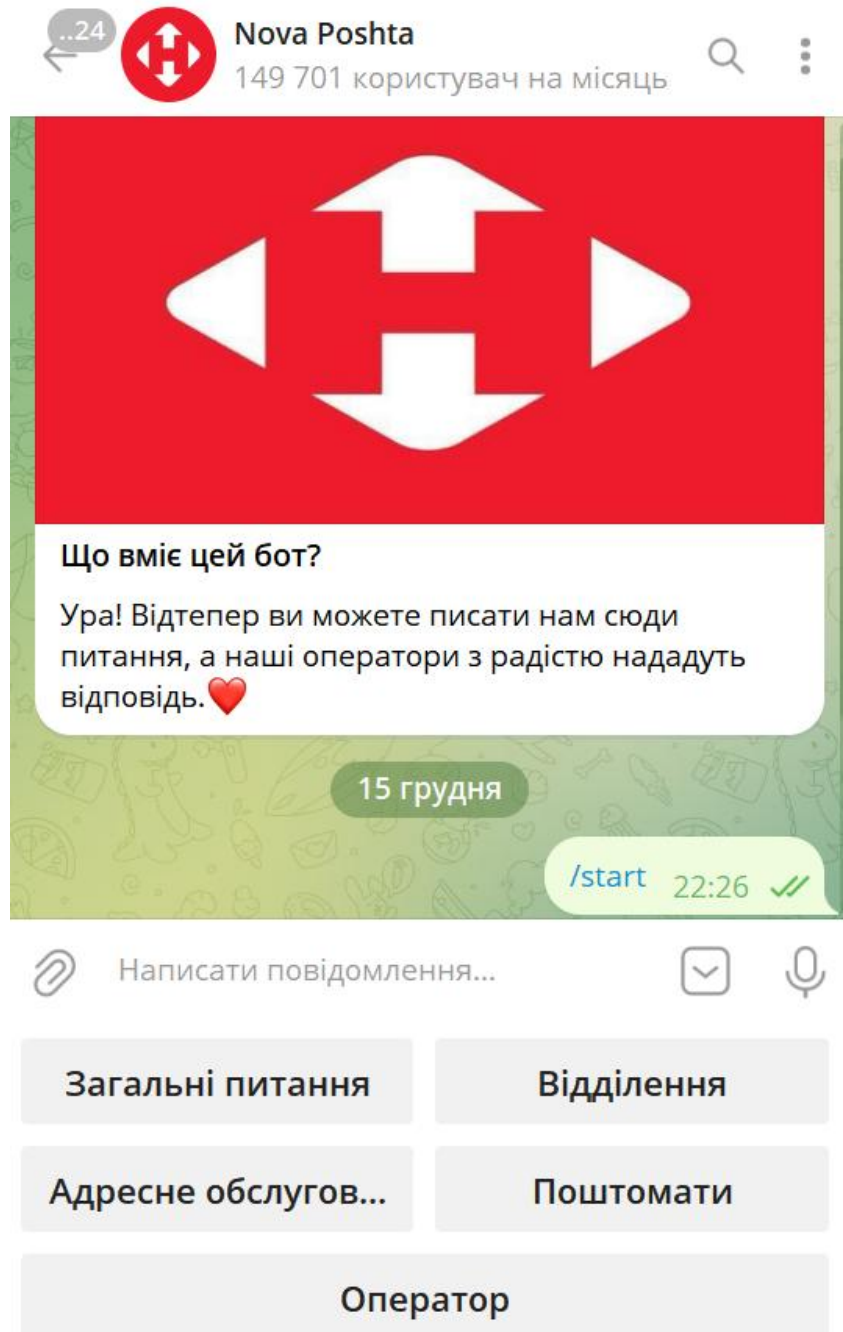 ..24
Nova Poshta
149 701 користувач на місяць
Що вміє цей бот?
Ура! Відтепер ви можете писати нам сюди
питання, а наші оператори з радістю нададуть
відповідь.❤️
15 грудня
/start 22:26
Написати повідомлення...
Загальні питання
Відділення
Адресне обслугов...
Поштомати
Оператор